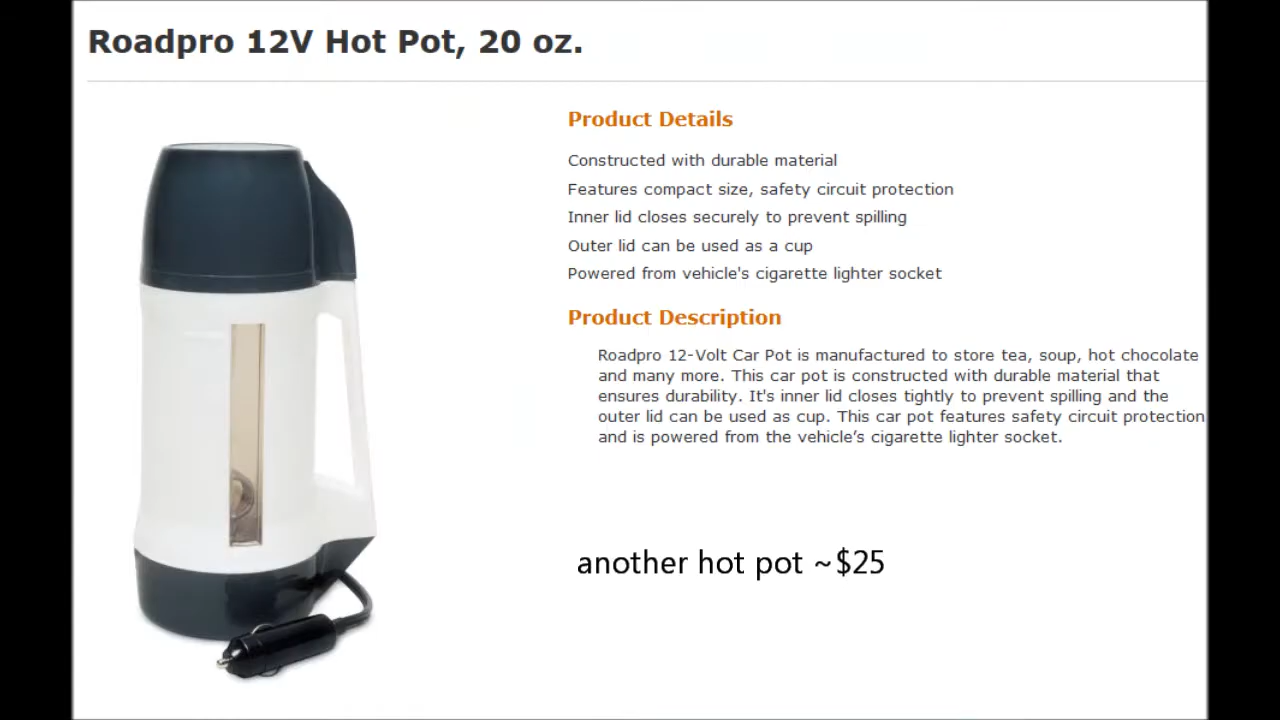 Roadpro 12V Hot Pot, 20 oz.
Product Details
Constructed with durable material
Features compact size, safety circuit protection
Inner lid closes securely to prevent spilling
Outer lid can be used as a cup
Powered from vehicle's cigarette lighter socket
Product Description
Roadpro 12-Volt Car Pot is manufactured to store tea, soup, hot chocolate
and many more. This car pot is constructed with durable material that
ensures durability. It's inner lid closes tightly to prevent spilling and the
outer lid can be used as cup. This car pot features safety circuit protection
and is powered from the vehicle’s cigarette lighter socket.
another hot pot ~$25